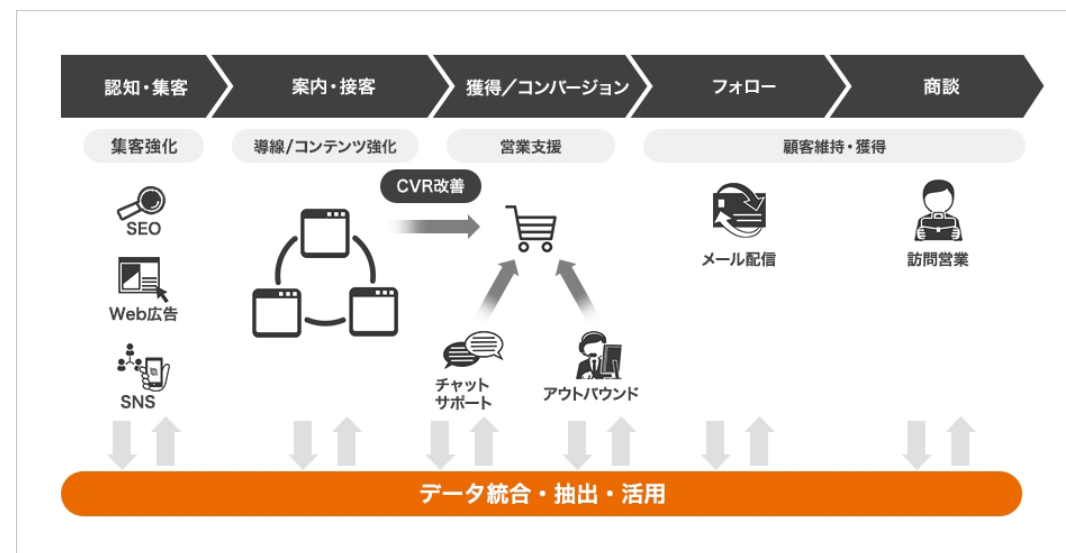 認知・集客
案内・接客
獲得／コンバージョン
フォロー
商談
集客強化
導線/コンテンツ強化
営業支援
顧客維持・獲得
CVR改善
SEO
Web広告
SNS
チャット
サポート
アウトバウンド
メール配信
訪問営業
データ統合・抽出・活用